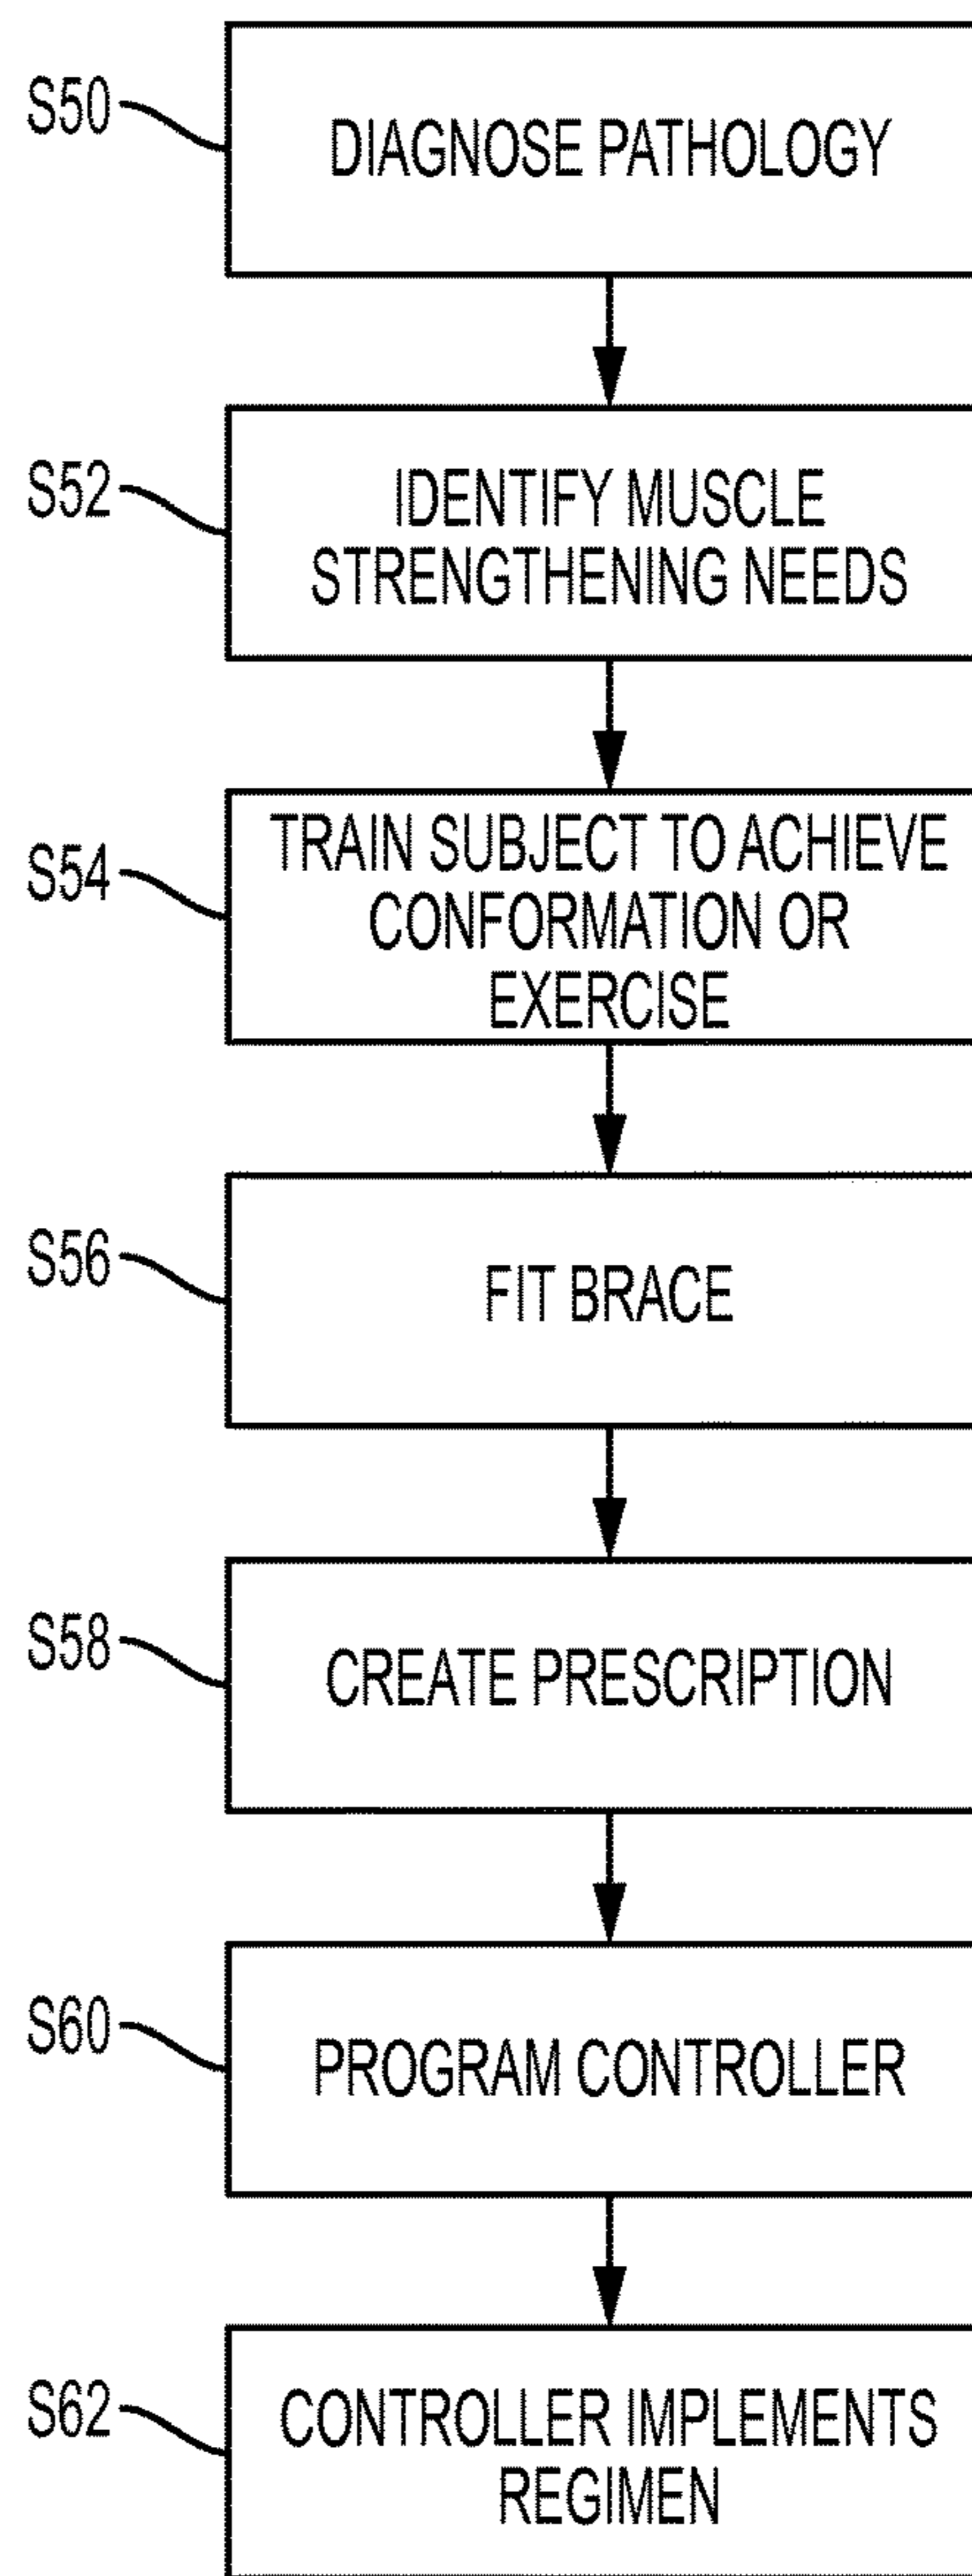 S50
DIAGNOSE PATHOLOGY
S52
IDENTIFY MUSCLE
STRENGTHENING NEEDS
S54
TRAIN SUBJECT TO ACHIEVE
CONFORMATION OR
EXERCISE
S56
FIT BRACE
S58
CREATE PRESCRIPTION
S60
PROGRAM CONTROLLER
S62
CONTROLLER IMPLEMENTS
REGIMEN